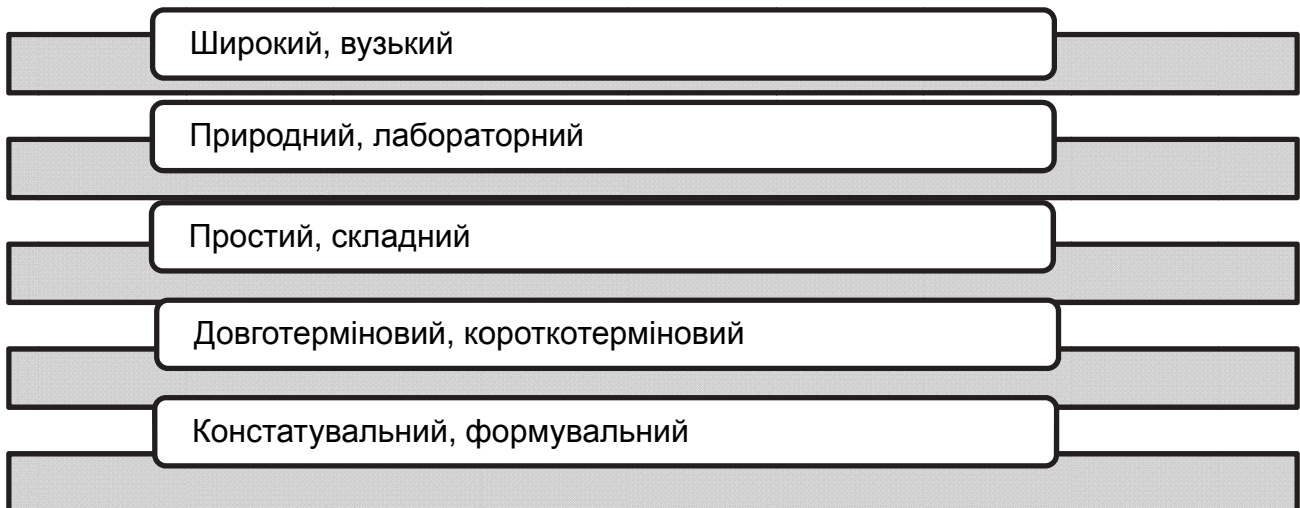 Широкий, вузький
Природний, лабораторний
Простий, складний
Довготерміновий, короткотерміновий
Констатувальний, формувальний